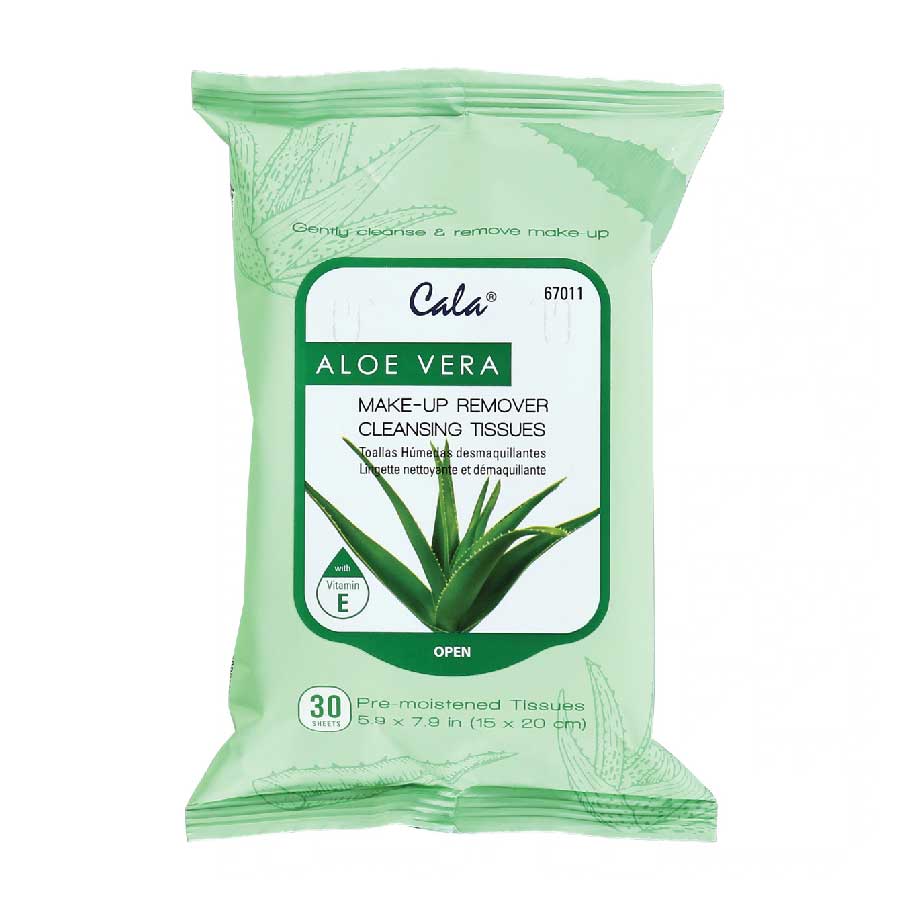 Gently cleanse & remove make-up
Cala® 67011
ALOE VERA
MAKE-UP REMOVER
CLEANSING TISSUES
Toallas Húmedas desmaquillantes
Lingette nettoyante et démaquillante
with
Vitamin
E
OPEN
30 Pre-moistened Tissues
SHEETS 5.9 x 7.9 in (15 x 20 cm)